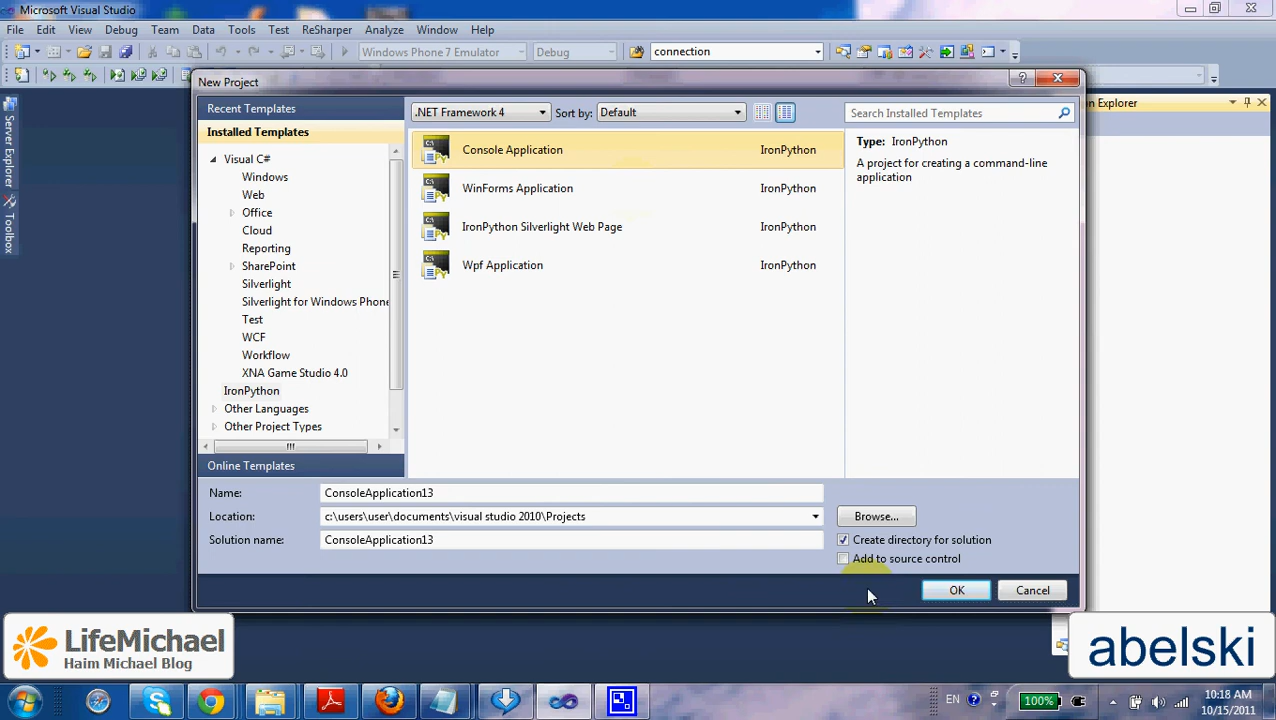 Microsoft Visual Studio
File Edit View Debug Team Data Tools Test ReSharper Analyze Window Help
Windows Phone 7 Emulator Debug connection
New Project
Recent Templates
.NET Framework 4 Sort by: Default Search Installed Templates
Installed Templates
Visual C#
Windows
Web
Office
Cloud
Reporting
SharePoint
Silverlight
Silverlight for Windows Phone
Test
WCF
Workflow
XNA Game Studio 4.0
IronPython
Other Languages
Other Project Types
Online Templates
Console Application IronPython
WinForms Application IronPython
IronPython Silverlight Web Page IronPython
Wpf Application IronPython
Type: IronPython
A project for creating a command-line
application
Name: ConsoleApplication13
Location: c:\users\user\documents\visual studio 2010\Projects Browse...
Solution name: ConsoleApplication13 Create directory for solution
Add to source control
OK Cancel
Server Explorer
Toolbox
Explorer
LifeMichael
Haim Michael Blog
abelski
EN 100% 10:18 AM
10/15/2011